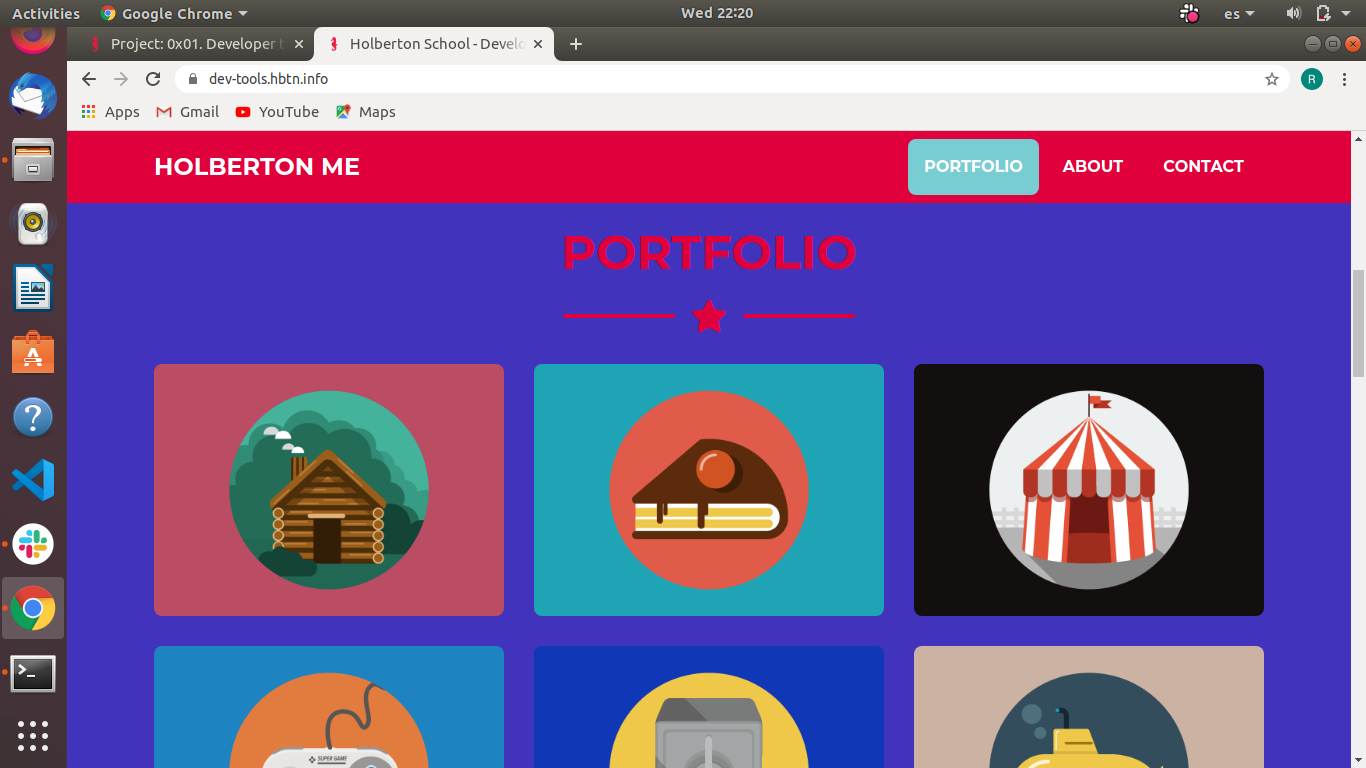 Activities Google Chrome Wed 22:20 es
Project: 0x01. Developer t Holberton School - Develo
dev-tools.hbtn.info R
Apps Gmail YouTube Maps
HOLBERTON ME PORTFOLIO ABOUT CONTACT
PORTFOLIO
SUPER GAME